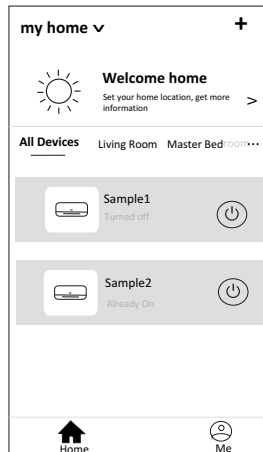 my home v +
Welcome home
Set your home location, get more
information >
All Devices Living Room Master Bedroom ...
Sample1
Turned off
Sample2
Already On
Home Me